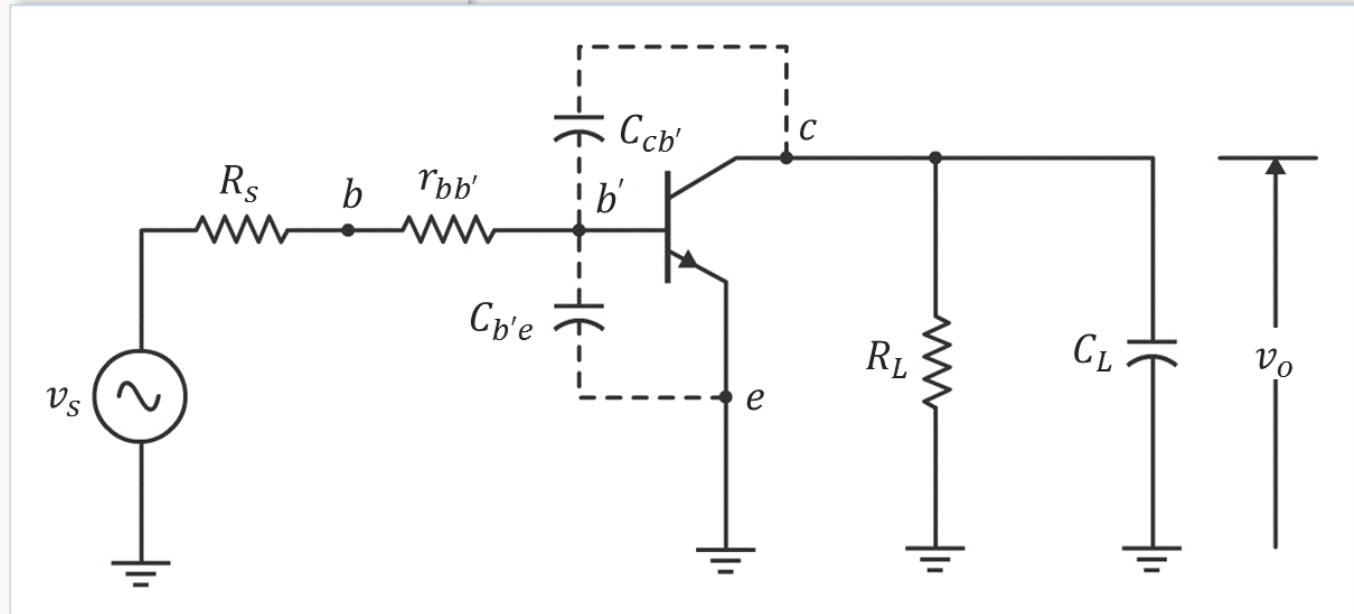 C_{cb'}
c
R_s
b
r_{bb'}
b'
C_{b'e}
v_s
e
R_L
C_L
v_o